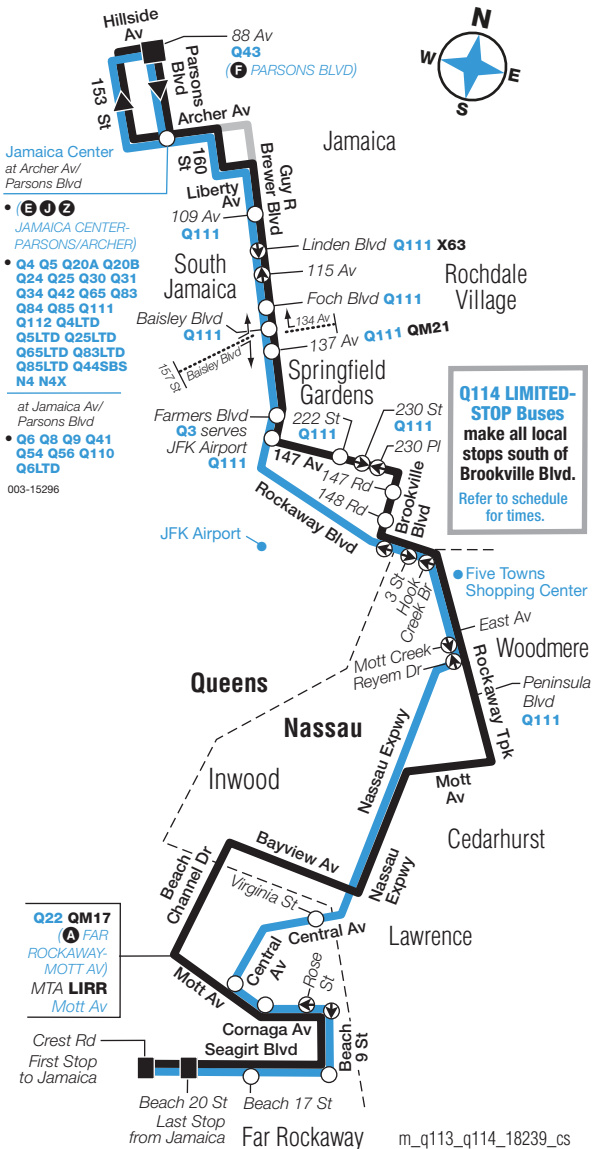 Hillside
Av
88 Av
Q43
(F PARSONS BLVD)
N
W
E
S
Parsons
Blvd
153 St
Archer Av
160
St
Jamaica
Jamaica Center
at Archer Av/
Parsons Blvd
• (E J Z
JAMAICA CENTER-
PARSONS/ARCHER)
• Q4 Q5 Q20A Q20B
Q24 Q25 Q30 Q31
Q34 Q42 Q65 Q83
Q84 Q85 Q111
Q112 Q4LTD
Q5LTD Q25LTD
Q65LTD Q83LTD
Q85LTD Q44SBS
N4 N4X
at Jamaica Av/
Parsons Blvd
• Q6 Q8 Q9 Q41
Q54 Q56 Q110
Q6LTD
003-15296
Liberty
Av
Guy R
Brewer Blvd
109 Av
Q111
Linden Blvd Q111 X63
South
Jamaica
115 Av
Rochdale
Village
Foch Blvd Q111
Baisley Blvd
Q111
134 Av
137 Av Q111 QM21
157 St
Baisley Blvd
Springfield
Gardens
Farmers Blvd
Q3 serves
JFK Airport
Q111
222 St
Q111
230 St
Q111
230 Pl
147 Av
147 Rd
148 Rd
Brookville
Blvd
Q114 LIMITED-
STOP Buses
make all local
stops south of
Brookville Blvd.
Refer to schedule
for times.
Rockaway Blvd
JFK Airport
3 St
Hook
Creek Br
Five Towns
Shopping Center
East Av
Mott Creek
Reyem Dr
Woodmere
Rockaway Tpk
Peninsula
Blvd
Q111
Queens
Nassau
Nassau Expwy
Inwood
Mott
Av
Cedarhurst
Bayview Av
Beach
Channel Dr
Nassau
Expwy
Virginia St
Central Av
Lawrence
Q22 QM17
(A FAR
ROCKAWAY-
MOTT AV)
MTA LIRR
Mott Av
Central
Av
Mott Av
Rose
St
Cornaga Av
Seagirt Blvd
Beach
9 St
Crest Rd
First Stop
to Jamaica
Beach 20 St
Last Stop
from Jamaica
Beach 17 St
Far Rockaway
m_q113_q114_18239_cs